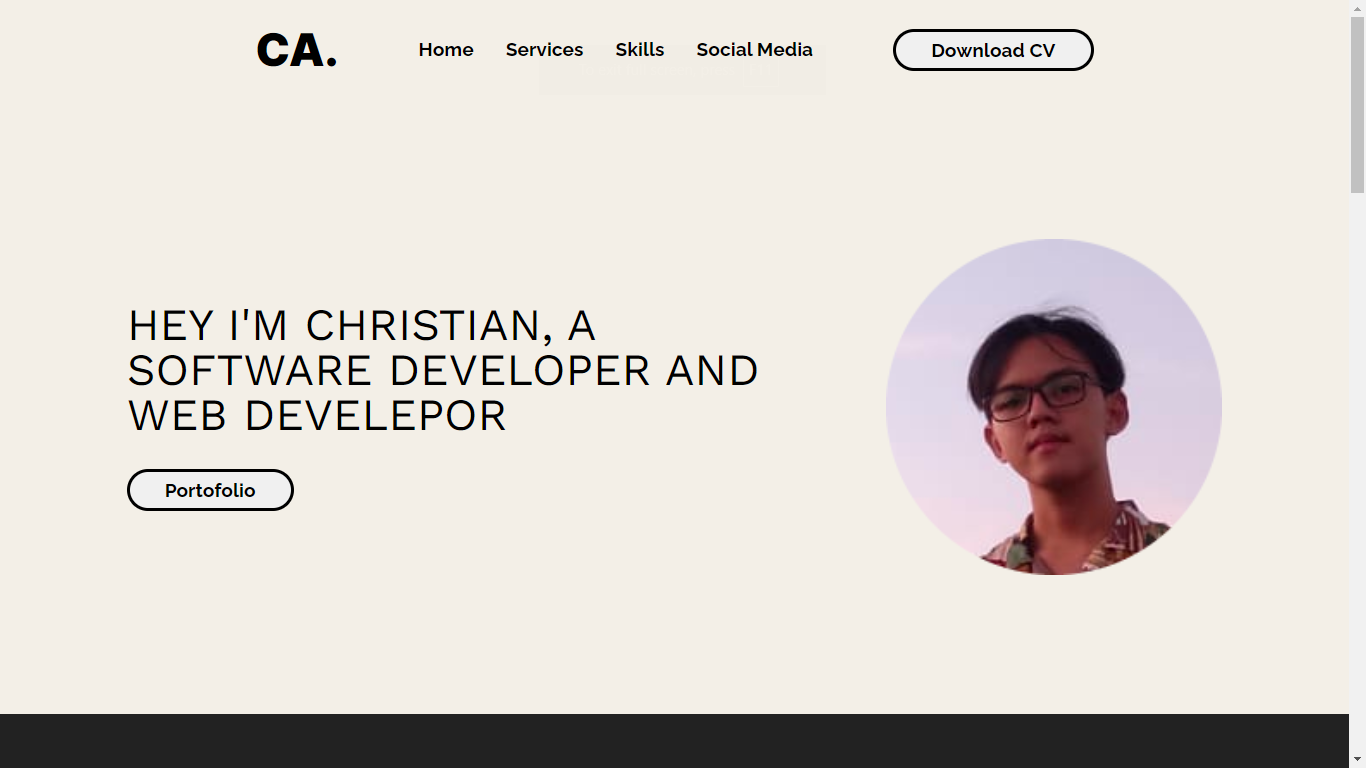 CA.
Home Services Skills Social Media Download CV
HEY I'M CHRISTIAN, A
SOFTWARE DEVELOPER AND
WEB DEVELEPOR
Portofolio